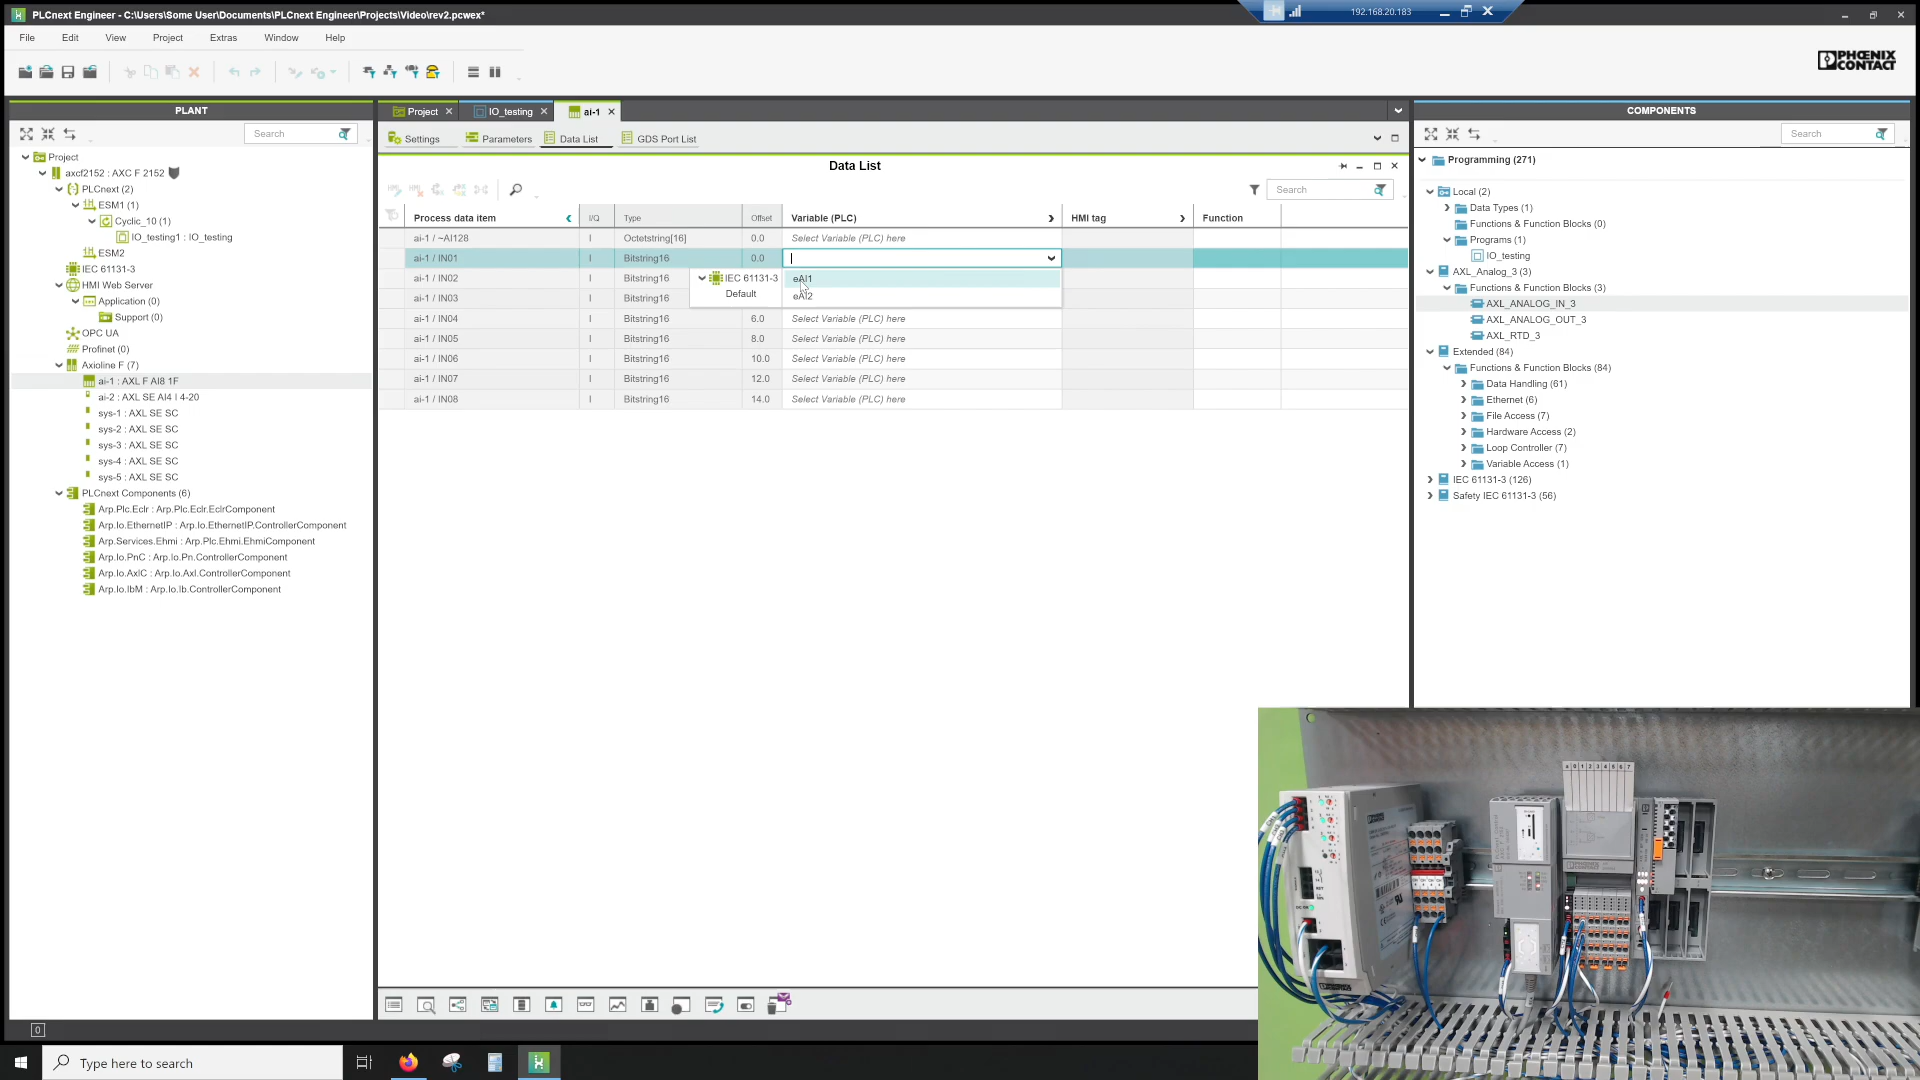 PLCnext Engineer - C:\Users\Some User\Documents\PLCnext Engineer\Projects\Video\rev2.pcwex*
192.168.20.183
File Edit View Project Extras Window Help
PHŒNIX
CONTACT
PLANT
Search
Project
axcf2152 : AXC F 2152
PLCnext (2)
ESM1 (1)
Cyclic_10 (1)
IO_testing1 : IO_testing
ESM2
IEC 61131-3
HMI Web Server
Application (0)
Support (0)
OPC UA
Profinet (0)
Axioline F (7)
ai-1 : AXL F AI8 1F
ai-2 : AXL SE AI4 I 4-20
sys-1 : AXL SE SC
sys-2 : AXL SE SC
sys-3 : AXL SE SC
sys-4 : AXL SE SC
sys-5 : AXL SE SC
PLCnext Components (6)
Arp.Plc.Eclr : Arp.Plc.Eclr.EclrComponent
Arp.Io.EthernetIP : Arp.Io.EthernetIP.ControllerComponent
Arp.Services.Ehmi : Arp.Plc.Ehmi.EhmiComponent
Arp.Io.PnC : Arp.Io.Pn.ControllerComponent
Arp.Io.AxlC : Arp.Io.Axl.ControllerComponent
Arp.Io.IbM : Arp.Io.Ib.ControllerComponent
Project IO_testing ai-1
Settings Parameters Data List GDS Port List
Data List
Search
Process data item I/Q Type Offset Variable (PLC) HMI tag Function
ai-1 / ~AI128 I Octetstring[16] 0.0 Select Variable (PLC) here
ai-1 / IN01 I Bitstring16 0.0
ai-1 / IN02 I Bitstring16 IEC 61131-3 eAI1
ai-1 / IN03 I Bitstring16 Default eAI2
ai-1 / IN04 I Bitstring16 6.0 Select Variable (PLC) here
ai-1 / IN05 I Bitstring16 8.0 Select Variable (PLC) here
ai-1 / IN06 I Bitstring16 10.0 Select Variable (PLC) here
ai-1 / IN07 I Bitstring16 12.0 Select Variable (PLC) here
ai-1 / IN08 I Bitstring16 14.0 Select Variable (PLC) here
COMPONENTS
Search
Programming (271)
Local (2)
Data Types (1)
Functions & Function Blocks (0)
Programs (1)
IO_testing
AXL_Analog_3 (3)
Functions & Function Blocks (3)
AXL_ANALOG_IN_3
AXL_ANALOG_OUT_3
AXL_RTD_3
Extended (84)
Functions & Function Blocks (84)
Data Handling (61)
Ethernet (6)
File Access (7)
Hardware Access (2)
Loop Controller (7)
Variable Access (1)
IEC 61131-3 (126)
Safety IEC 61131-3 (56)
0
Type here to search